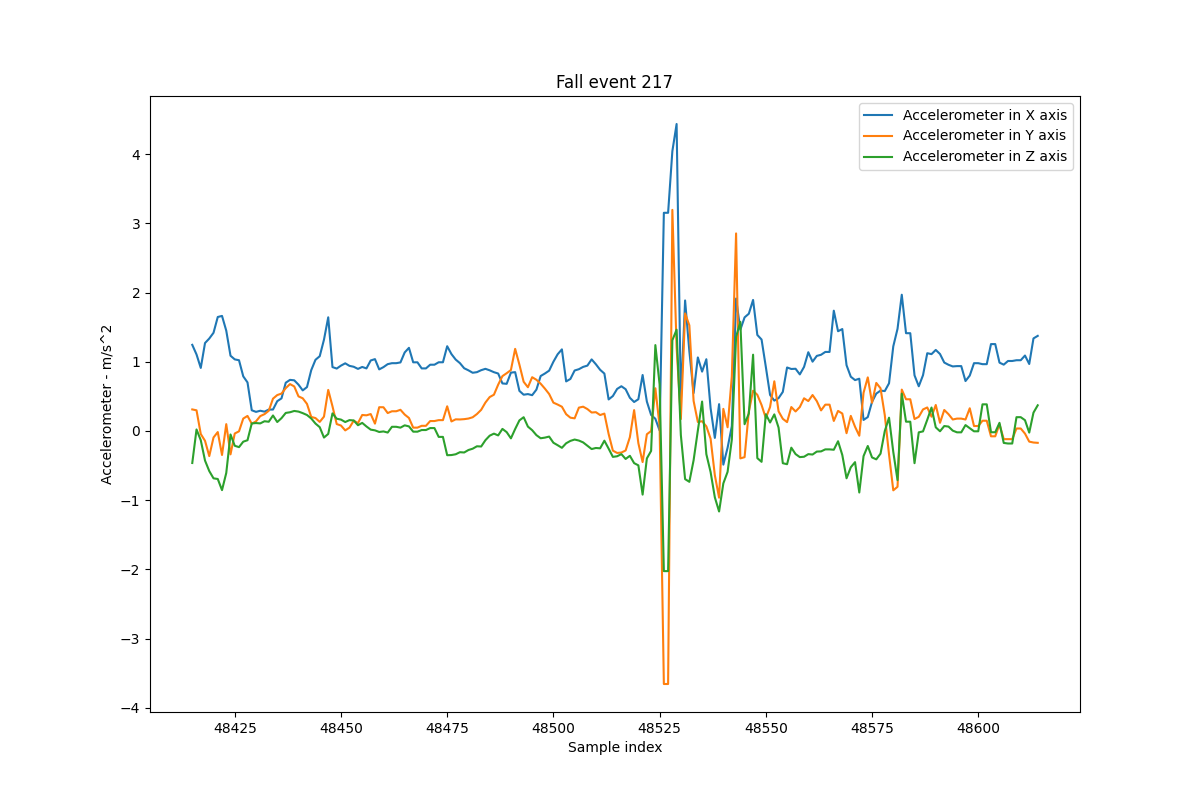 Fall event 217
Accelerometer in X axis
Accelerometer in Y axis
Accelerometer in Z axis
Accelerometer - m/s^2
4
3
2
1
0
−1
−2
−3
−4
48425 48450 48475 48500 48525 48550 48575 48600
Sample index